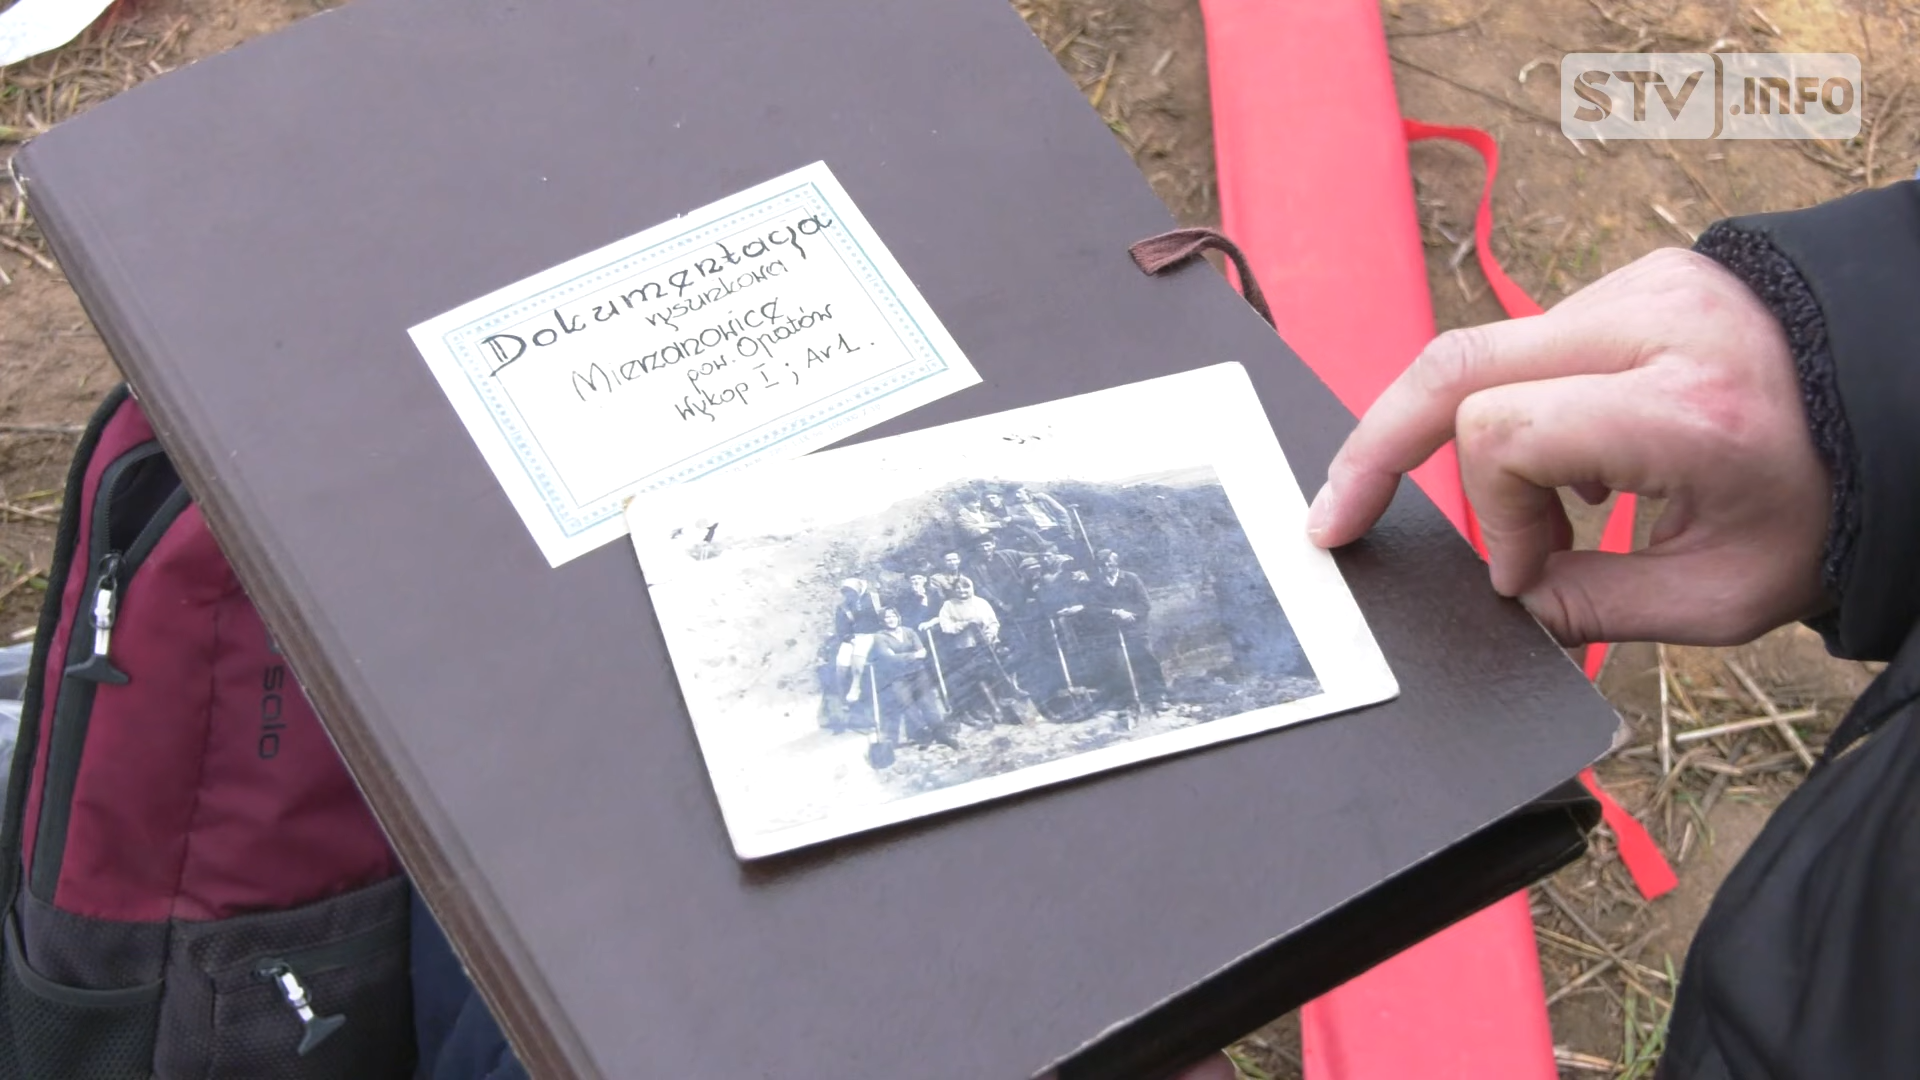 STV.INFO
Dokumentacja
rysunkowa
Mierzanowice
pow. Opatów
Wykop I; Ar 1.
solo